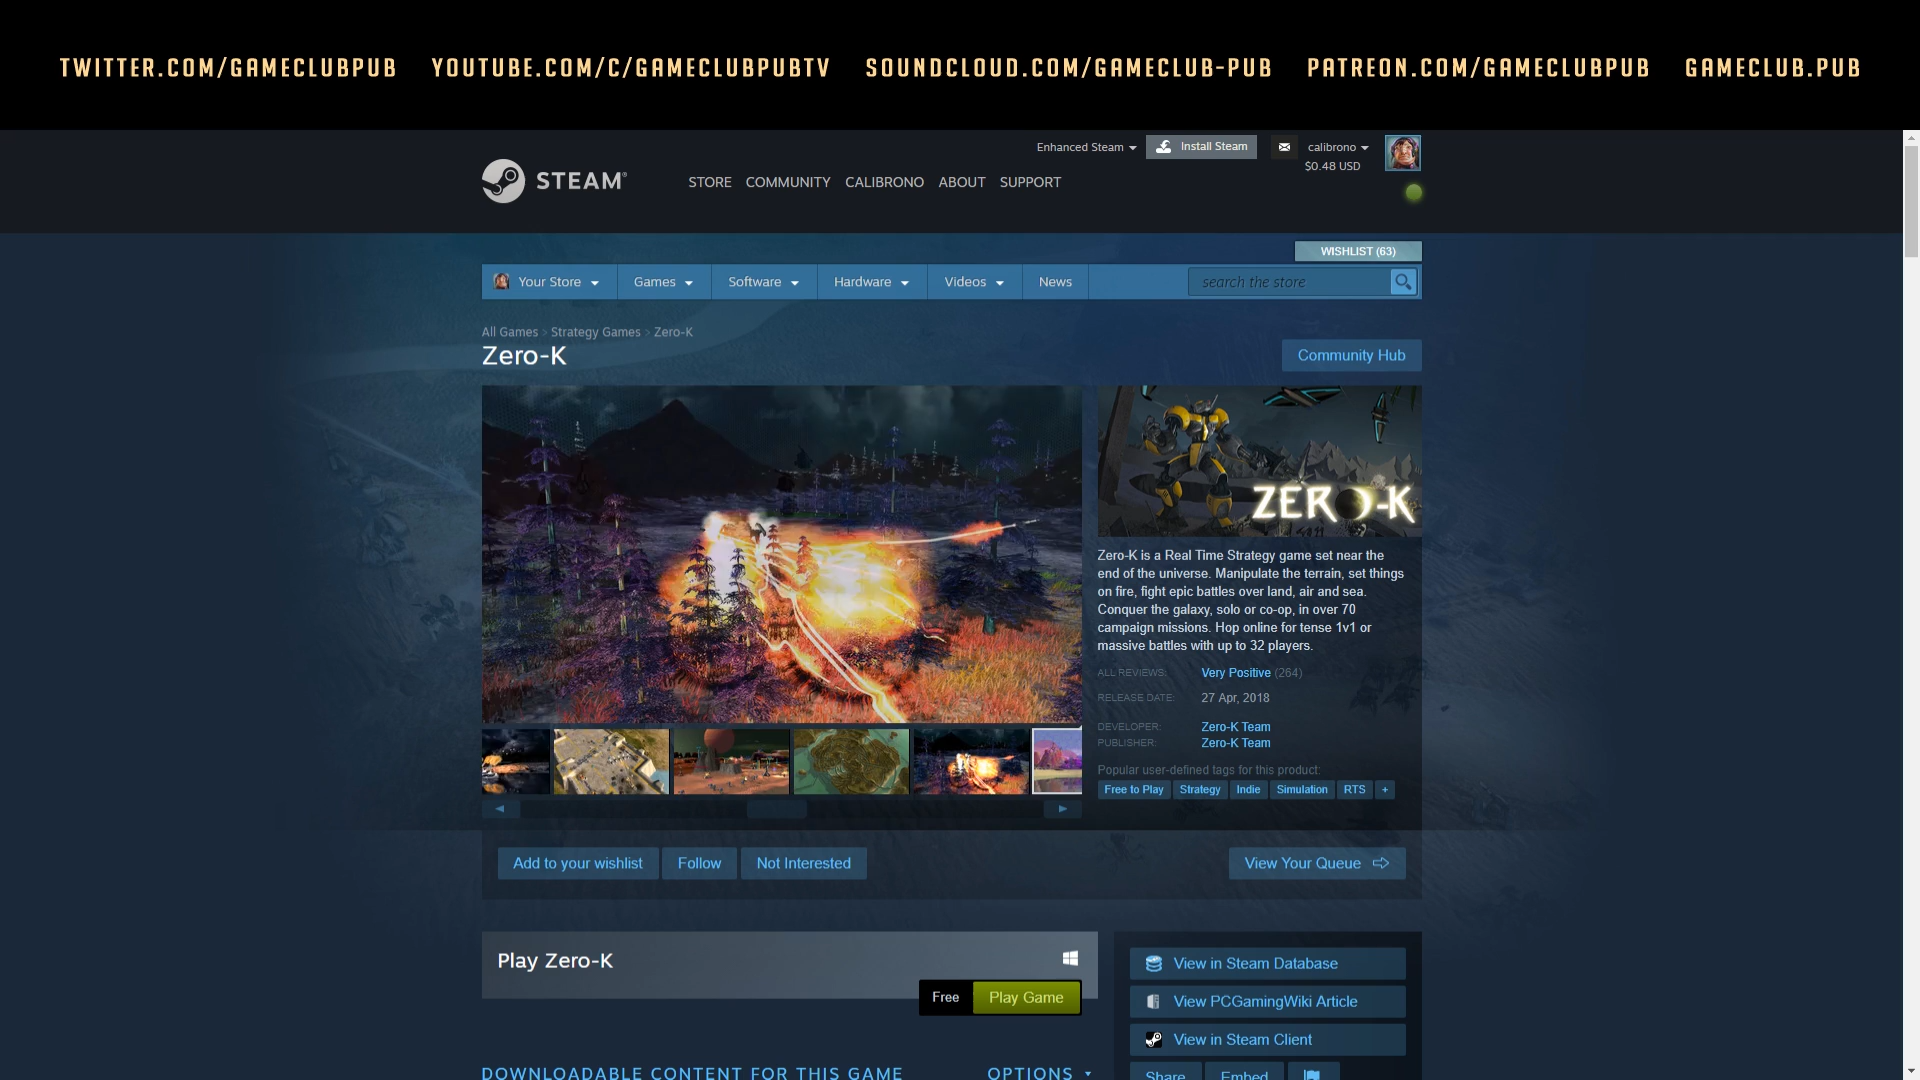 TWITTER.COM/GAMECLUBPUB YOUTUBE.COM/C/GAMECLUBPUBTV SOUNDCLOUD.COM/GAMECLUB-PUB PATREON.COM/GAMECLUBPUB GAMECLUB.PUB
Enhanced Steam Install Steam calibrono
$0.48 USD
STEAM®
STORE COMMUNITY CALIBRONO ABOUT SUPPORT
WISHLIST (63)
Your Store Games Software Hardware Videos News search the store
All Games > Strategy Games > Zero-K
Zero-K
Community Hub
ZERO-K
Zero-K is a Real Time Strategy game set near the
end of the universe. Manipulate the terrain, set things
on fire, fight epic battles over land, air and sea.
Conquer the galaxy, solo or co-op, in over 70
campaign missions. Hop online for tense 1v1 or
massive battles with up to 32 players.
ALL REVIEWS: Very Positive (264)
RELEASE DATE: 27 Apr, 2018
DEVELOPER: Zero-K Team
PUBLISHER: Zero-K Team
Popular user-defined tags for this product:
Free to Play Strategy Indie Simulation RTS +
Add to your wishlist Follow Not Interested View Your Queue
Play Zero-K
Free Play Game
View in Steam Database
View PCGamingWiki Article
View in Steam Client
DOWNLOADABLE CONTENT FOR THIS GAME OPTIONS
Share Embed